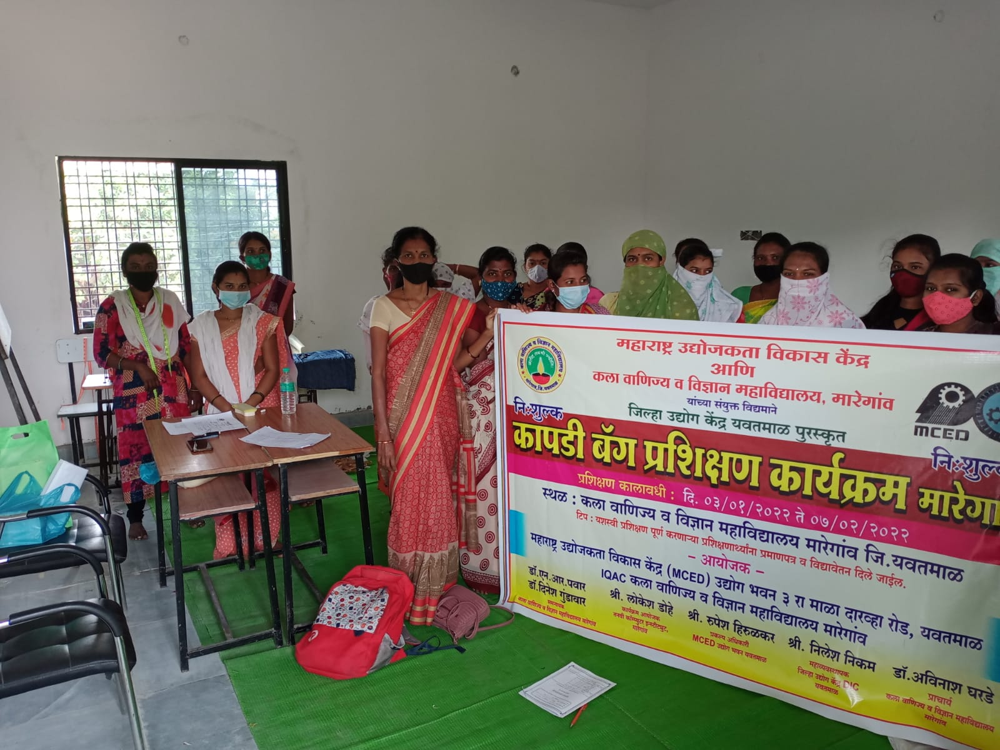 महाराष्ट्र उद्योजकता विकास केंद्र
आणि
कला वाणिज्य व विज्ञान महाविद्यालय, मारेगांव
यांच्या संयुक्त विद्यमाने
जिल्हा उद्योग केंद्र यवतमाळ पुरस्कृत
MCED
निःशुल्क
कापडी बॅग प्रशिक्षण कार्यक्रम
प्रशिक्षण कालावधी : दि. ०३/०१/२०२२ ते ०७/०२/२०२२
स्थळ : कला वाणिज्य व विज्ञान महाविद्यालय मारेगांव जि.यवतमाळ
टिप : यशस्वी प्रशिक्षण पूर्ण करणाऱ्या प्रशिक्षणार्थ्यांना प्रमाणपत्र व विद्यावेतन दिले जाईल.
– आयोजक –
महाराष्ट्र उद्योजकता विकास केंद्र (MCED) उद्योग भवन ३ रा माळा दारव्हा रोड, यवतमाळ
IQAC कला वाणिज्य व विज्ञान महाविद्यालय मारेगांव
डॉ.एन.आर.पवार
डॉ.दिनेश गुंडावार
समन्वयक
कला वाणिज्य व विज्ञान महाविद्यालय मारेगांव
श्री. लोकेश डोहे
कार्यक्रम आयोजक
तनवी कॉम्प्युटर इन्स्टीट्युट,
मारेगांव
श्री. रुपेश हिरुळकर
प्रकल्प अधिकारी
MCED उद्योग भवन यवतमाळ
श्री. निलेश निकम
महाव्यवस्थापक
जिल्हा उद्योग केंद्र DIC
यवतमाळ
डॉ.अविनाश घरडे
प्राचार्य
कला वाणिज्य व विज्ञान महाविद्यालय
मारेगांव